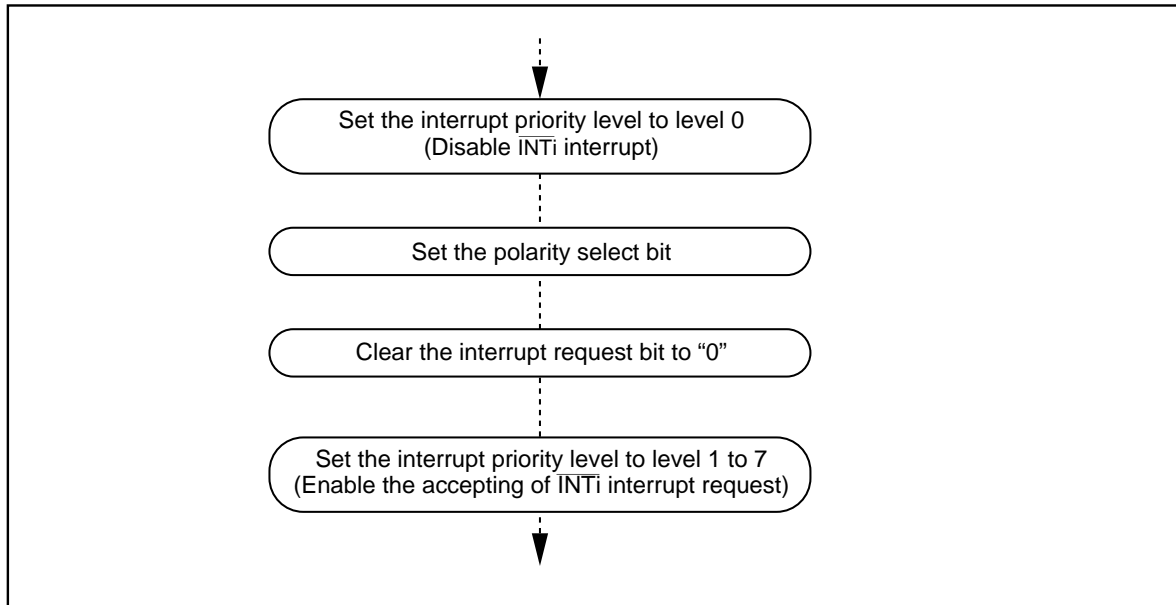 Set the interrupt priority level to level 0
(Disable I̅N̅T̅i̅ interrupt)
Set the polarity select bit
Clear the interrupt request bit to “0”
Set the interrupt priority level to level 1 to 7
(Enable the accepting of I̅N̅T̅i̅ interrupt request)